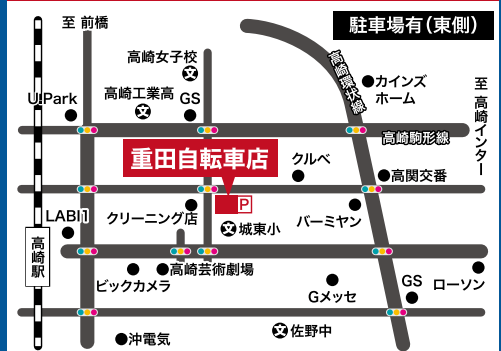 至 前橋
駐車場有（東側）
高崎女子校
文
高崎環状線
カインズ
ホーム
至 高崎インター
U.Park
高崎工業高
文
GS
高崎駒形線
重田自転車店
クルベ
高関交番
P
LABI1
クリーニング店
文
城東小
バーミヤン
高崎駅
高崎芸術劇場
ビックカメラ
Gメッセ
GS
ローソン
沖電気
文
佐野中